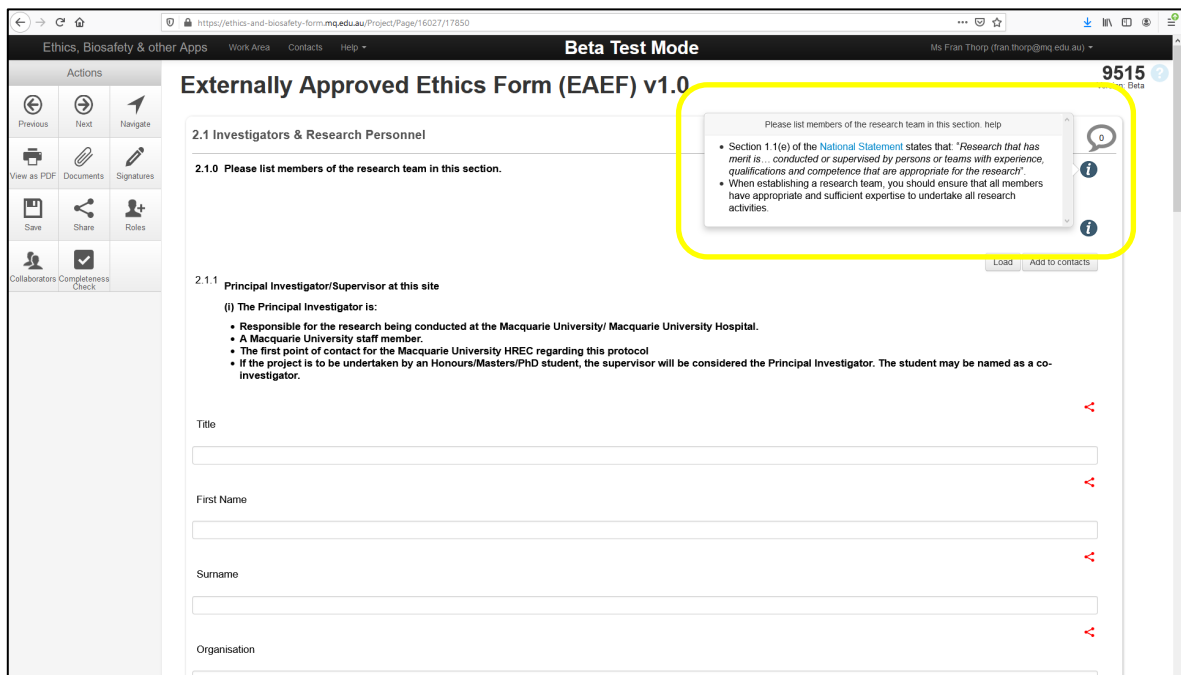 https://ethics-and-biosafety-form.mq.edu.au/Project/Page/16027/17850
Ethics, Biosafety & other Apps Work Area Contacts Help Beta Test Mode Ms Fran Thorp (fran.thorp@mq.edu.au)
Actions
Previous Next Navigate
View as PDF Documents Signatures
Save Share Roles
Collaborators Completeness
Check
Externally Approved Ethics Form (EAEF) v1.0
9515
Version: Beta
2.1 Investigators & Research Personnel
0
2.1.0 Please list members of the research team in this section.
Please list members of the research team in this section. help
• Section 1.1(e) of the National Statement states that: "Research that has
merit is… conducted or supervised by persons or teams with experience,
qualifications and competence that are appropriate for the research".
• When establishing a research team, you should ensure that all members
have appropriate and sufficient expertise to undertake all research
activities.
i
i
Load Add to contacts
2.1.1 Principal Investigator/Supervisor at this site
(i) The Principal Investigator is:
• Responsible for the research being conducted at the Macquarie University/ Macquarie University Hospital.
• A Macquarie University staff member.
• The first point of contact for the Macquarie University HREC regarding this protocol
• If the project is to be undertaken by an Honours/Masters/PhD student, the supervisor will be considered the Principal Investigator. The student may be named as a co-
investigator.
Title
First Name
Surname
Organisation